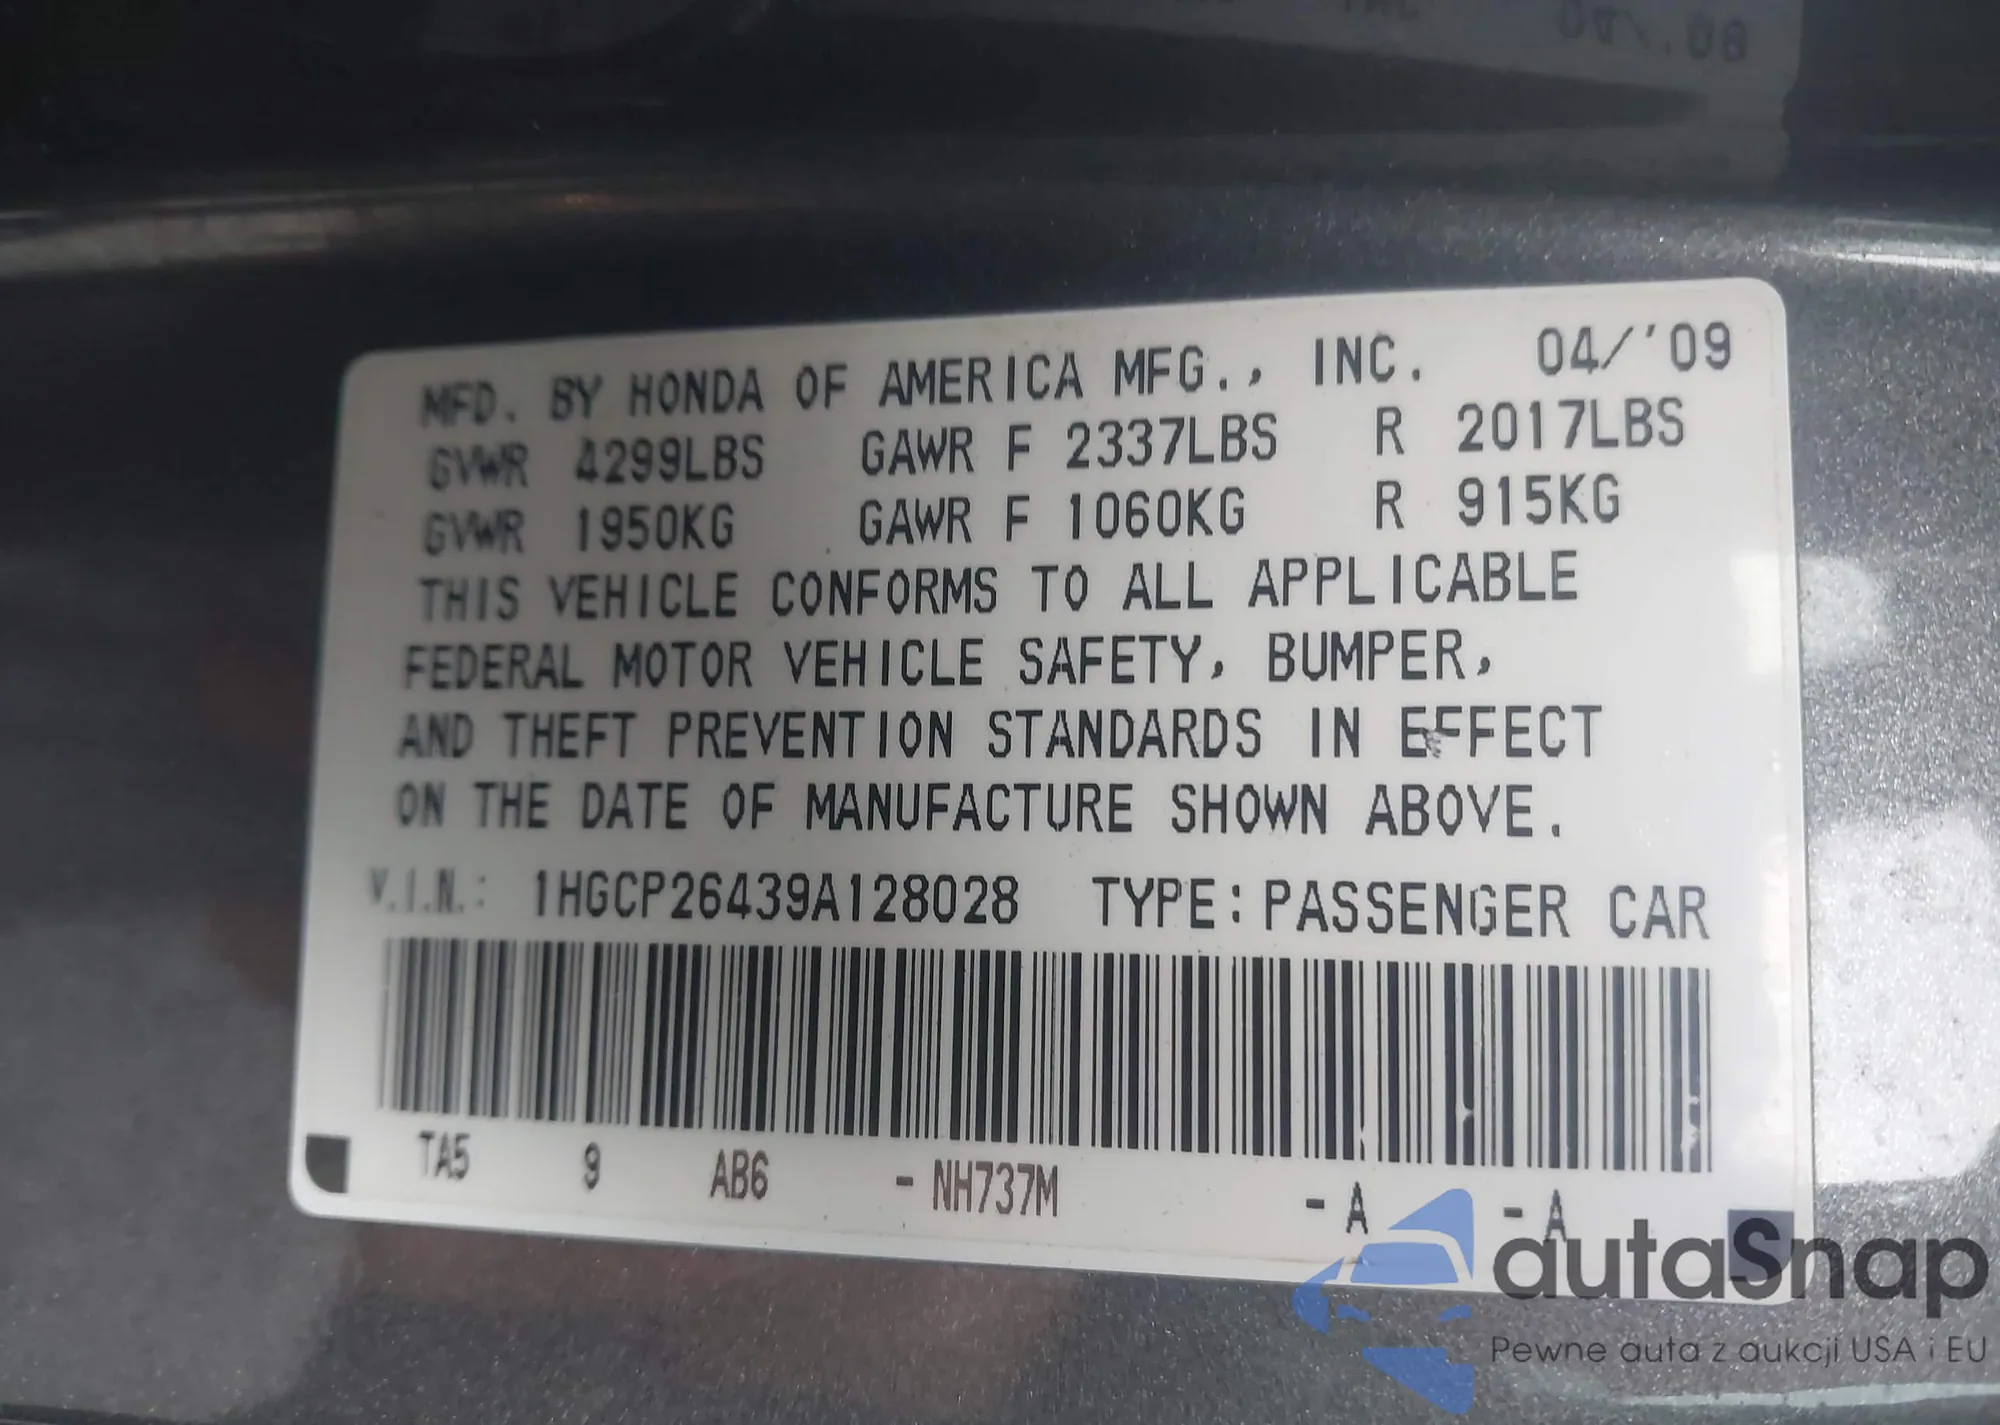 04/'09
MFD. BY HONDA OF AMERICA MFG., INC. 04/'09
GVWR 4299LBS GAWR F 2337LBS R 2017LBS
GVWR 1950KG GAWR F 1060KG R 915KG
THIS VEHICLE CONFORMS TO ALL APPLICABLE
FEDERAL MOTOR VEHICLE SAFETY, BUMPER,
AND THEFT PREVENTION STANDARDS IN EFFECT
ON THE DATE OF MANUFACTURE SHOWN ABOVE.
V.I.N.: 1HGCP26439A128028 TYPE: PASSENGER CAR
TA5 9 AB6 - NH737M - A - A
autaSnap
Pewne auta z aukcji USA i EU